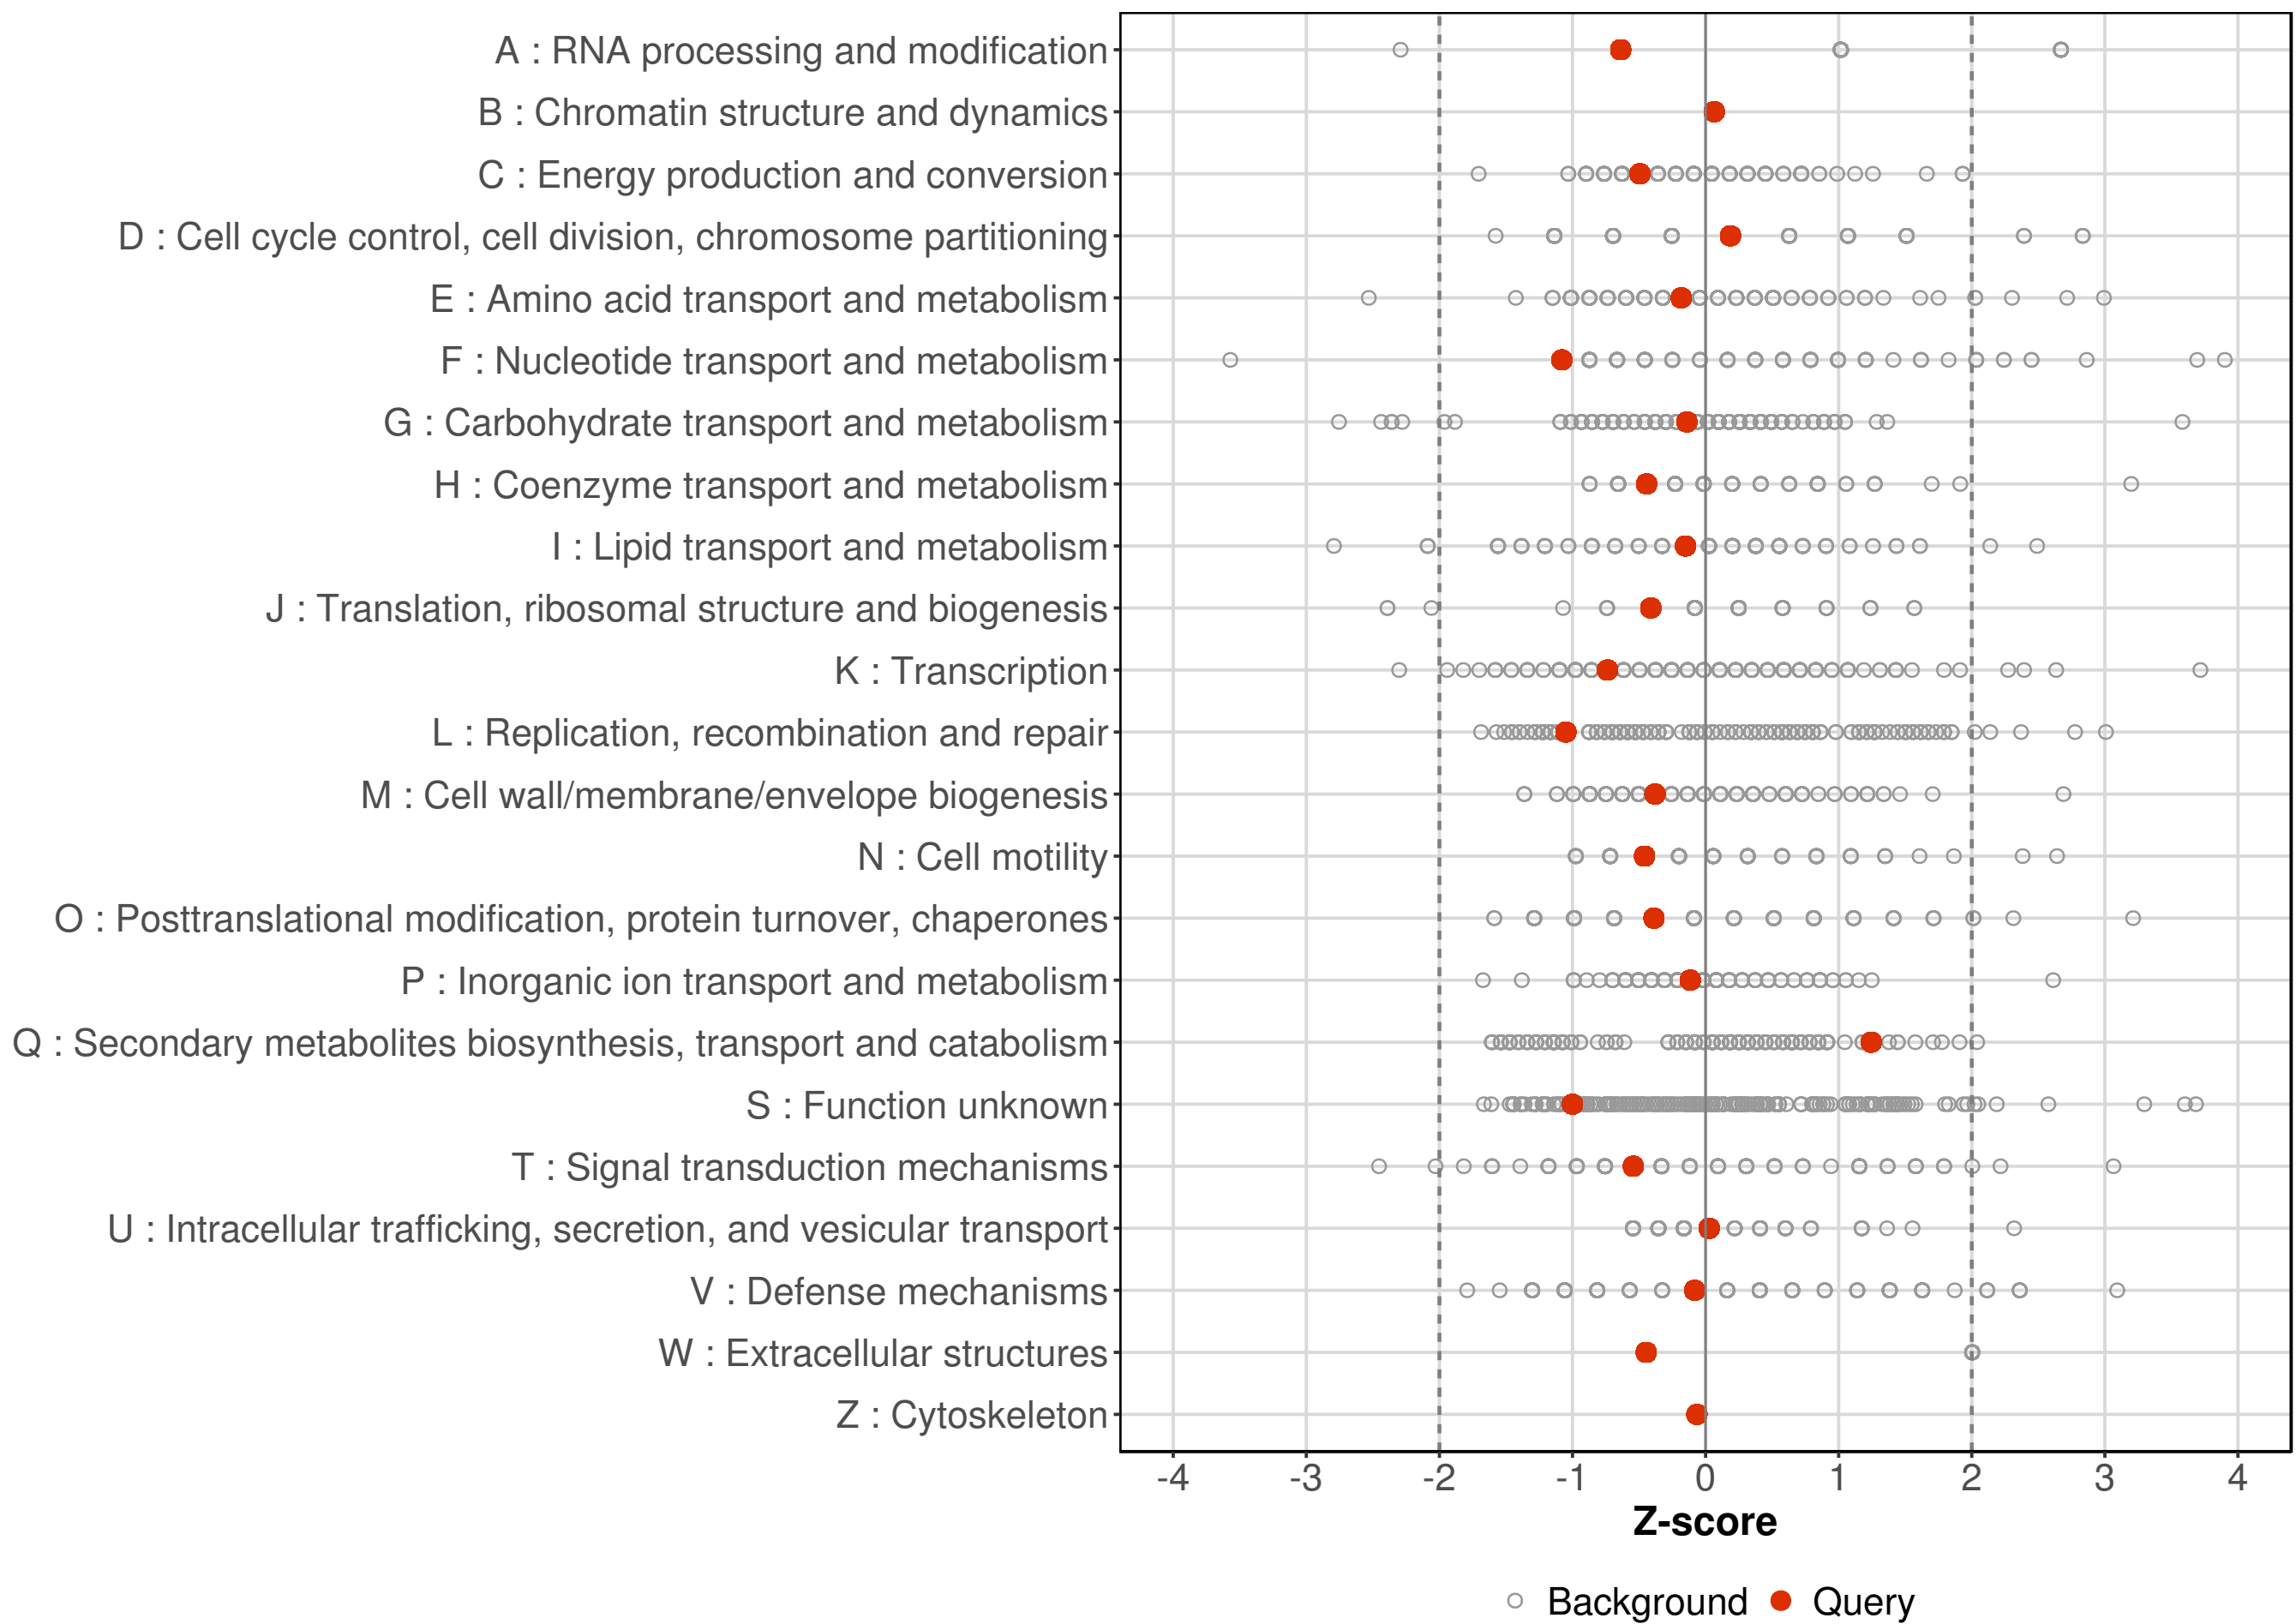 A : RNA processing and modification
B : Chromatin structure and dynamics
C : Energy production and conversion
D : Cell cycle control, cell division, chromosome partitioning
E : Amino acid transport and metabolism
F : Nucleotide transport and metabolism
G : Carbohydrate transport and metabolism
H : Coenzyme transport and metabolism
I : Lipid transport and metabolism
J : Translation, ribosomal structure and biogenesis
K : Transcription
L : Replication, recombination and repair
M : Cell wall/membrane/envelope biogenesis
N : Cell motility
O : Posttranslational modification, protein turnover, chaperones
P : Inorganic ion transport and metabolism
Q : Secondary metabolites biosynthesis, transport and catabolism
S : Function unknown
T : Signal transduction mechanisms
U : Intracellular trafficking, secretion, and vesicular transport
V : Defense mechanisms
W : Extracellular structures
Z : Cytoskeleton
-4 -3 -2 -1 0 1 2 3 4
Z-score
Background Query